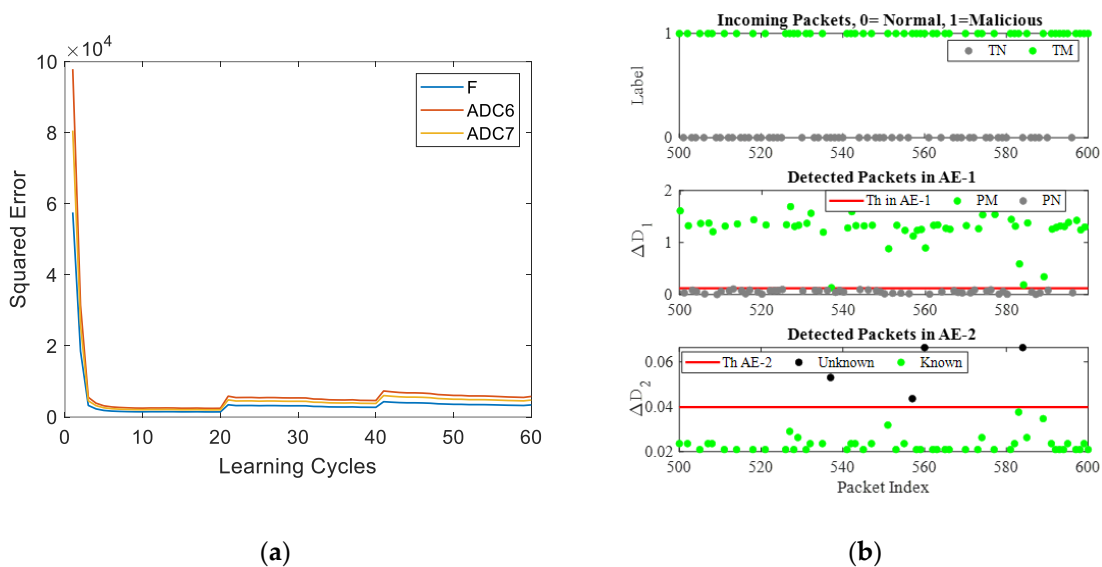 ×10⁴
10
8
6
4
2
0
Squared Error
F
ADC6
ADC7
0 10 20 30 40 50 60
Learning Cycles
(a)
Incoming Packets, 0= Normal, 1=Malicious
1
0
Label
TN TM
500 520 540 560 580 600
Detected Packets in AE-1
2
1
0
ΔD₁
Th in AE-1 PM PN
500 520 540 560 580 600
Detected Packets in AE-2
0.06
0.04
0.02
ΔD₂
Th AE-2 Unknown Known
500 520 540 560 580 600
Packet Index
(b)